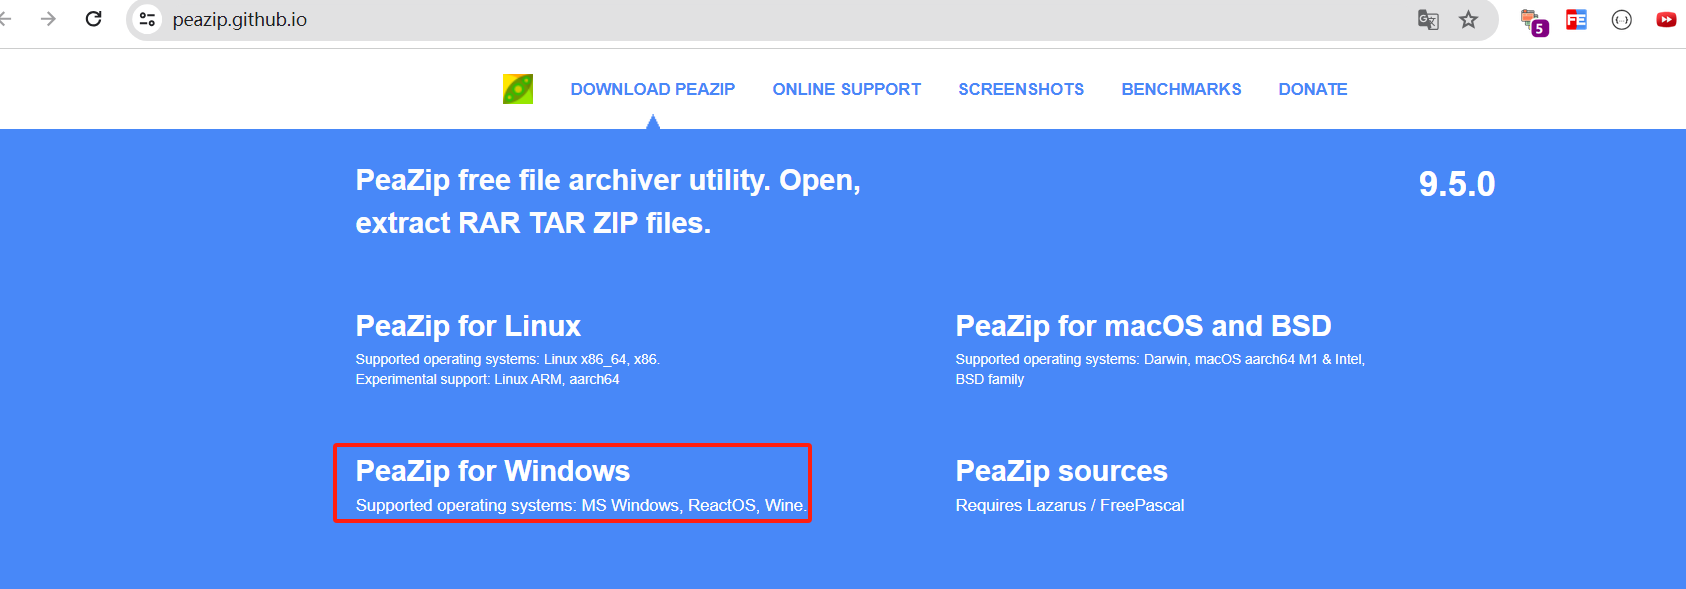 peazip.github.io
5
FE
DOWNLOAD PEAZIP
ONLINE SUPPORT
SCREENSHOTS
BENCHMARKS
DONATE
PeaZip free file archiver utility. Open,
extract RAR TAR ZIP files.
9.5.0
PeaZip for Linux
Supported operating systems: Linux x86_64, x86.
Experimental support: Linux ARM, aarch64
PeaZip for macOS and BSD
Supported operating systems: Darwin, macOS aarch64 M1 & Intel,
BSD family
PeaZip for Windows
Supported operating systems: MS Windows, ReactOS, Wine.
PeaZip sources
Requires Lazarus / FreePascal